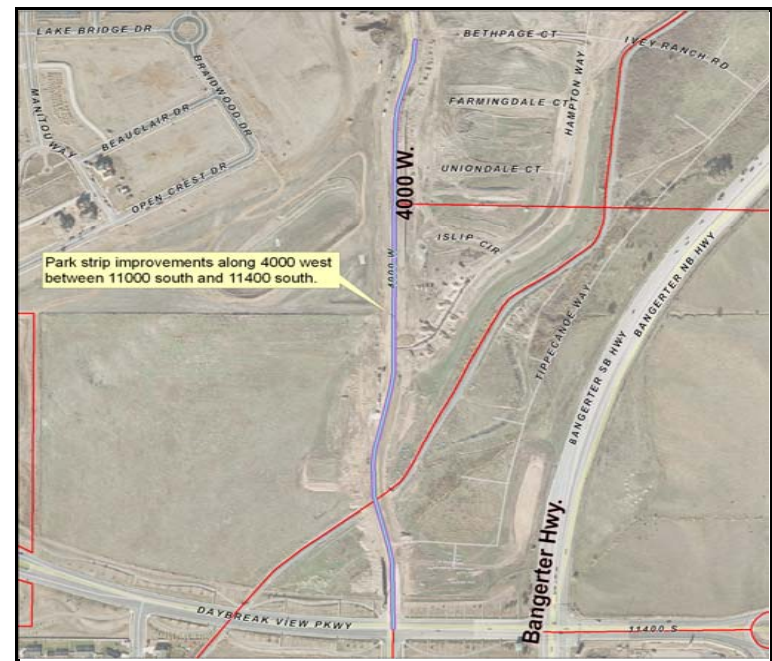 LAKE BRIDGE DR
BRAIDWOOD DR
MANITOU WAY
BEAUCLAIR DR
OPEN CREST DR
BETHPAGE CT
IVEY RANCH RD
FARMINGDALE CT
HAMPTON WAY
UNIONDALE CT
4000 W.
ISLIP CIR
Park strip improvements along 4000 west
between 11000 south and 11400 south.
4000 W
TIPPECANOE WAY
BANGERTER NB HWY
BANGERTER SB HWY
Bangerter Hwy.
DAYBREAK VIEW PKWY
11400 S